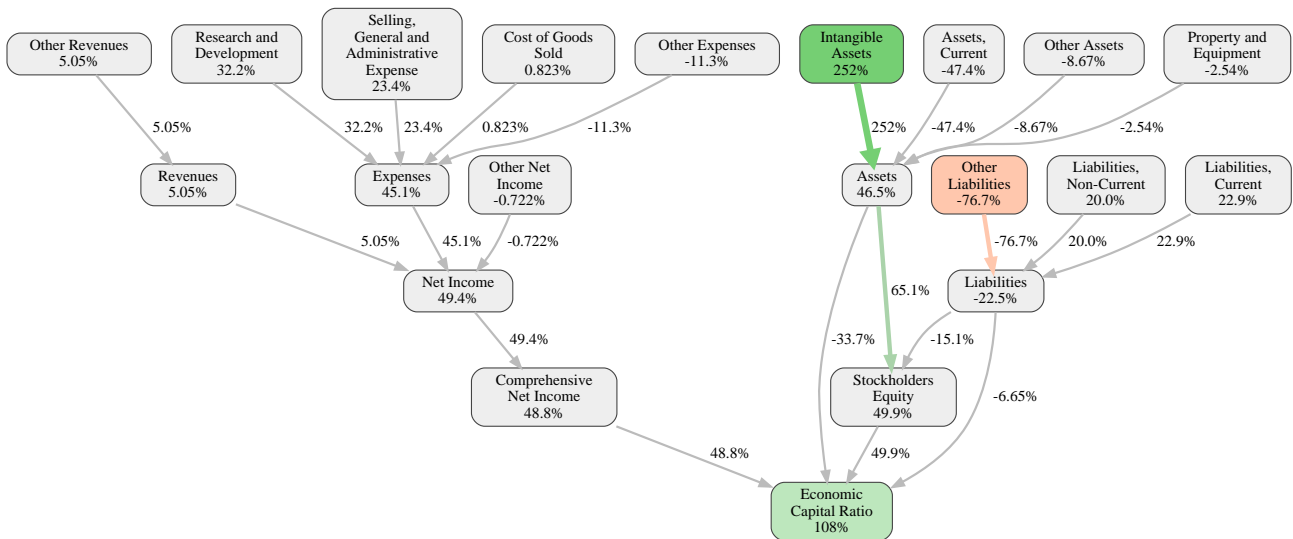 Other Revenues
5.05%
Research and
Development
32.2%
Selling,
General and
Administrative
Expense
23.4%
Cost of Goods
Sold
0.823%
Other Expenses
-11.3%
Intangible
Assets
252%
Assets,
Current
-47.4%
Other Assets
-8.67%
Property and
Equipment
-2.54%
5.05%
32.2%
23.4%
0.823%
-11.3%
252%
-47.4%
-8.67%
-2.54%
Revenues
5.05%
Expenses
45.1%
Other Net
Income
-0.722%
Assets
46.5%
Other
Liabilities
-76.7%
Liabilities,
Non-Current
20.0%
Liabilities,
Current
22.9%
5.05%
45.1%
-0.722%
-76.7%
20.0%
22.9%
Net Income
49.4%
65.1%
Liabilities
-22.5%
49.4%
-33.7%
-15.1%
Comprehensive
Net Income
48.8%
Stockholders
Equity
49.9%
-6.65%
48.8%
49.9%
Economic
Capital Ratio
108%